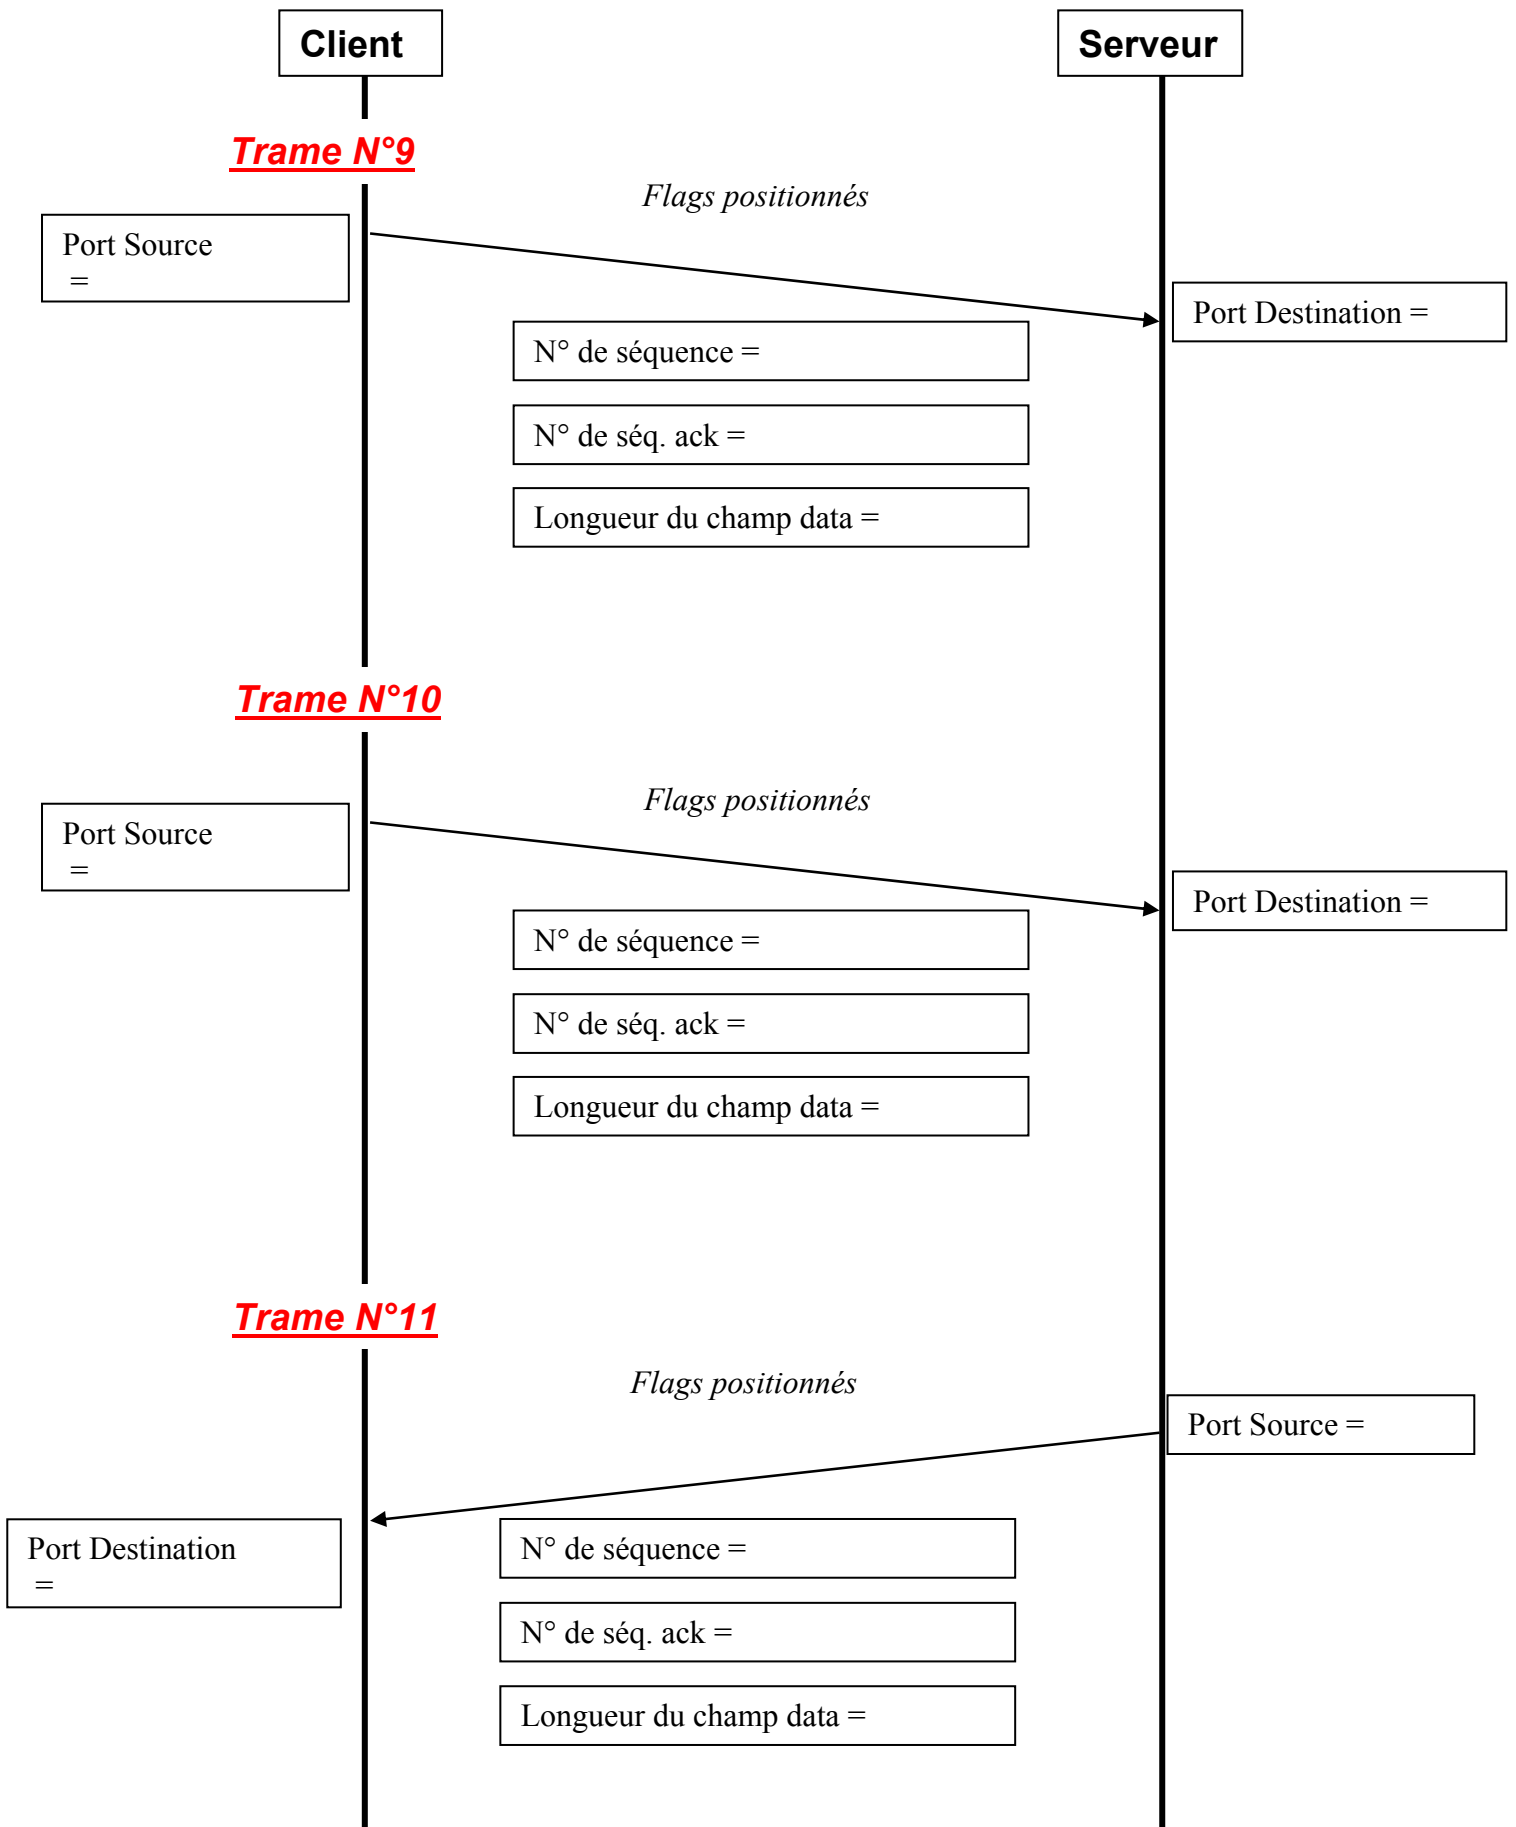 Client
Serveur
Trame N°9
Flags positionnés
Port Source
=
Port Destination =
N° de séquence =
N° de séq. ack =
Longueur du champ data =
Trame N°10
Flags positionnés
Port Source
=
Port Destination =
N° de séquence =
N° de séq. ack =
Longueur du champ data =
Trame N°11
Flags positionnés
Port Source =
Port Destination
=
N° de séquence =
N° de séq. ack =
Longueur du champ data =